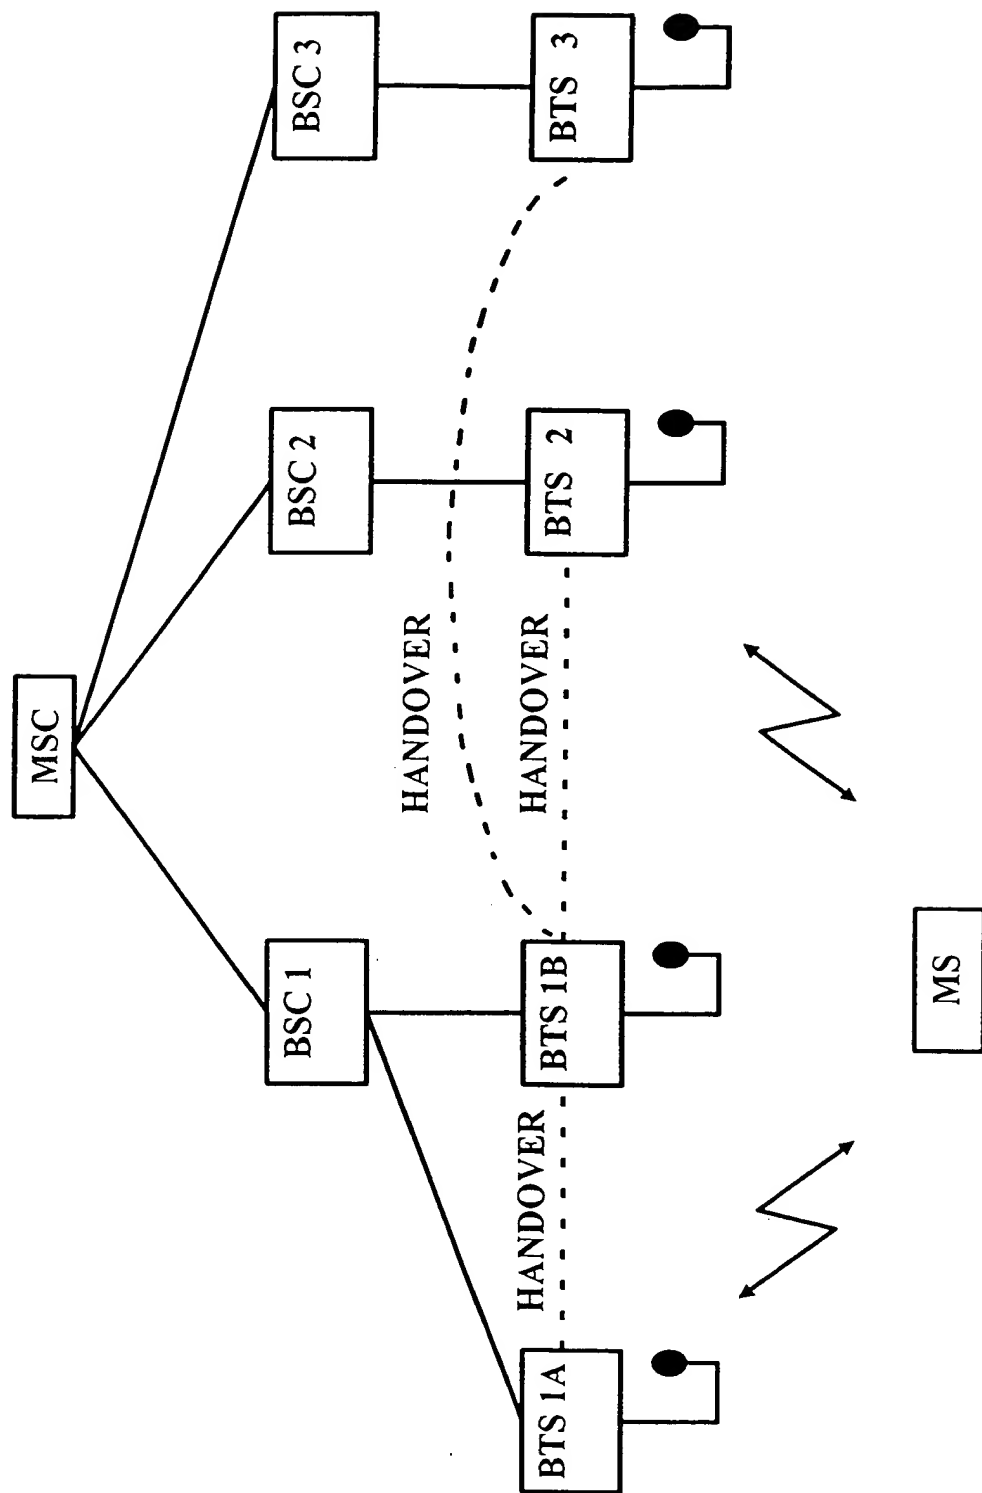 MSC
BSC 1
BSC 2
BSC 3
HANDOVER
HANDOVER
HANDOVER
BTS 1A
BTS 1B
BTS 2
BTS 3
MS